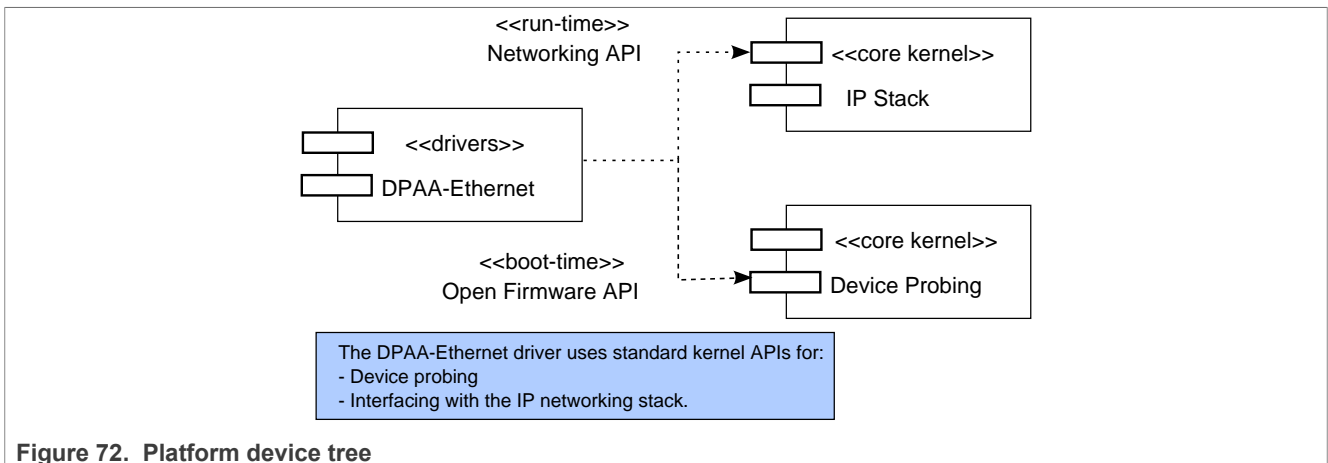 <<run-time>>
Networking API
<<core kernel>>
IP Stack
<<drivers>>
DPAA-Ethernet
<<boot-time>>
Open Firmware API
<<core kernel>>
Device Probing
The DPAA-Ethernet driver uses standard kernel APIs for:
- Device probing
- Interfacing with the IP networking stack.
Figure 72. Platform device tree